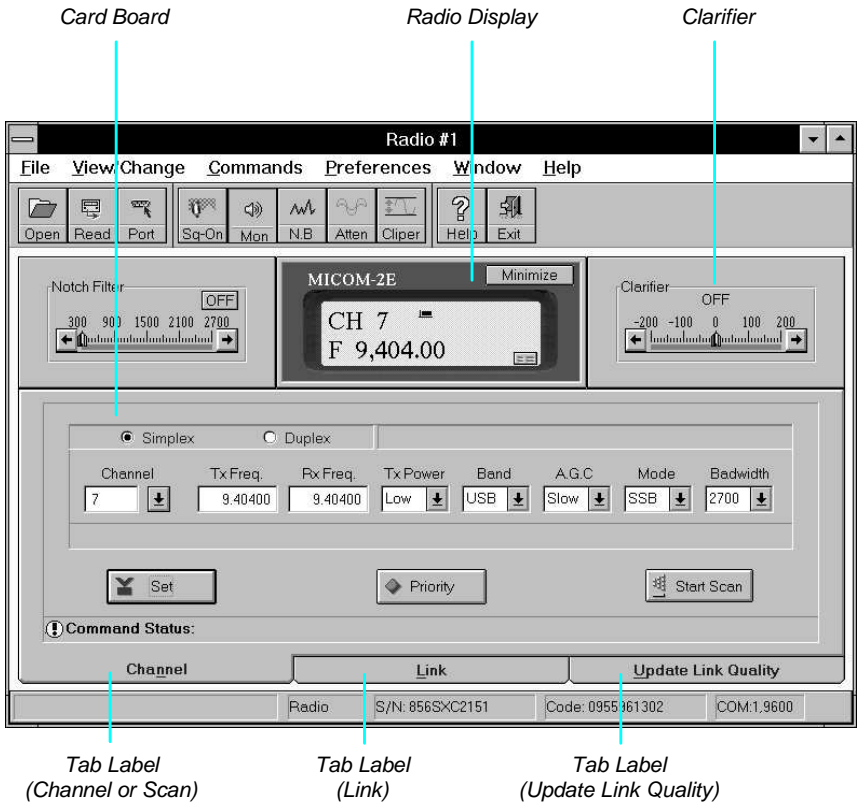 Card Board Radio Display Clarifier
Radio #1
File View/Change Commands Preferences Window Help
Open Read Port Sq-On Mon N.B Atten Cliper Help Exit
Notch Filter
OFF
300 900 1500 2100 2700
MICOM-2E Minimize
CH 7
F 9,404.00
Clarifier
OFF
-200 -100 0 100 200
Simplex Duplex
Channel Tx Freq. Rx Freq. Tx Power Band A.G.C Mode Badwidth
7 9.40400 9.40400 Low USB Slow SSB 2700
Set Priority Start Scan
Command Status:
Channel Link Update Link Quality
Radio S/N: 856SXC2151 Code: 0955961302 COM:1,9600
Tab Label Tab Label Tab Label
(Channel or Scan) (Link) (Update Link Quality)